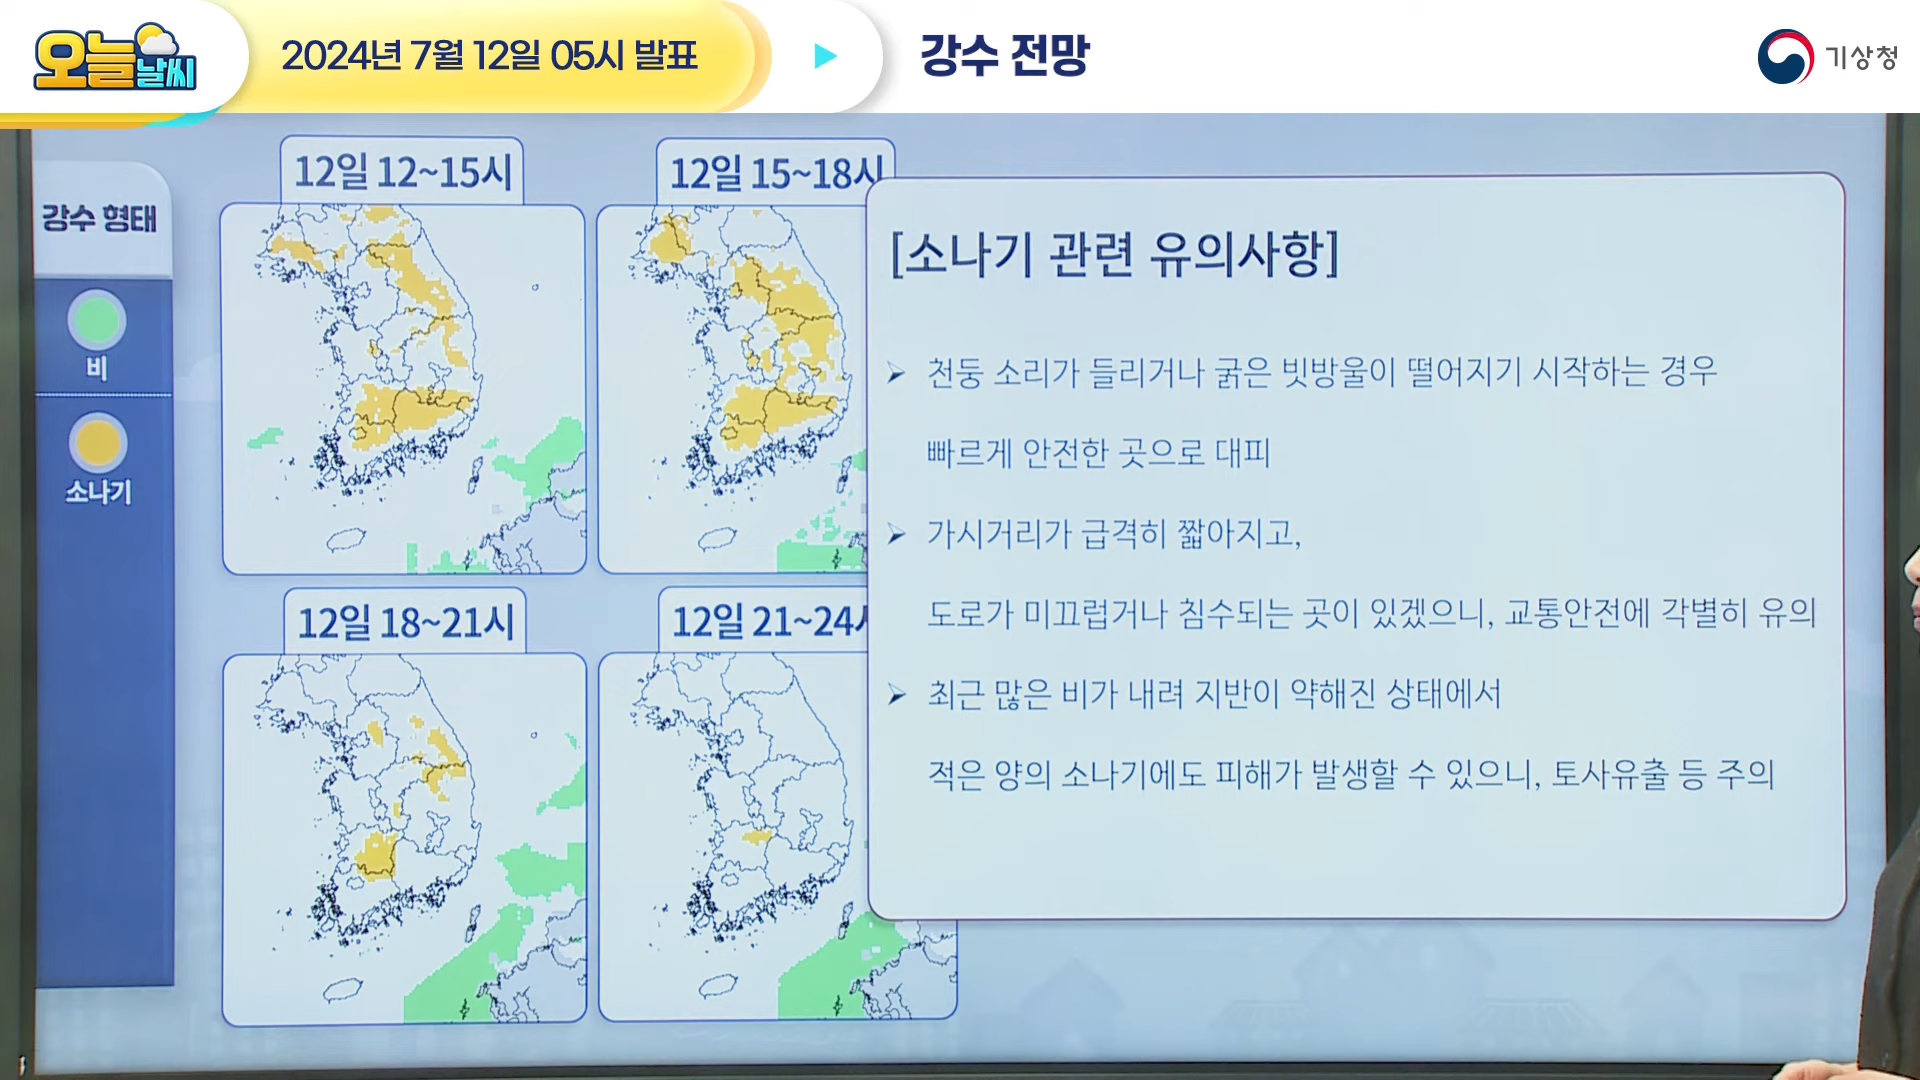 오늘날씨
2024년 7월 12일 05시 발표
강수 전망
기상청
강수 형태
비
소나기
12일 12~15시
12일 15~18시
12일 18~21시
12일 21~24
[소나기 관련 유의사항]
➢ 천둥 소리가 들리거나 굵은 빗방울이 떨어지기 시작하는 경우
빠르게 안전한 곳으로 대피
➢ 가시거리가 급격히 짧아지고,
도로가 미끄럽거나 침수되는 곳이 있겠으니, 교통안전에 각별히 유의
➢ 최근 많은 비가 내려 지반이 약해진 상태에서
적은 양의 소나기에도 피해가 발생할 수 있으니, 토사유출 등 주의